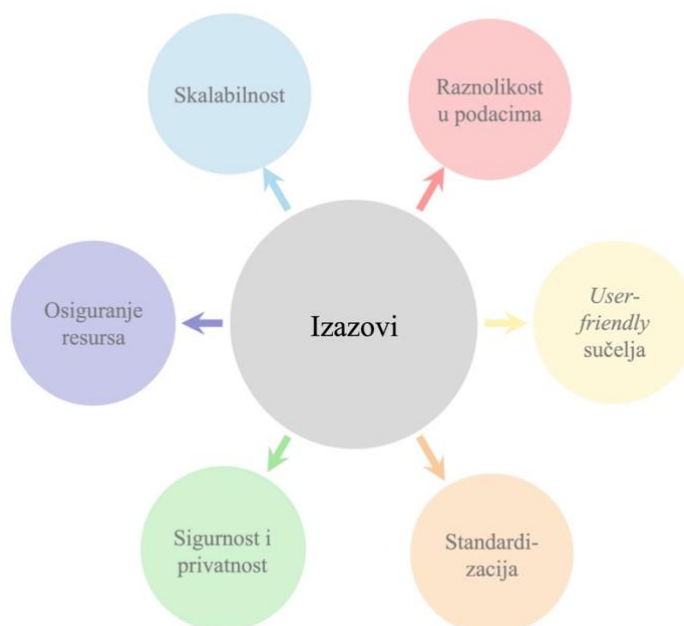 Skalabilnost
Raznolikost
u podacima
Osiguranje
resursa
Izazovi
User-
friendly
sučelja
Sigurnost i
privatnost
Standardi-
zacija